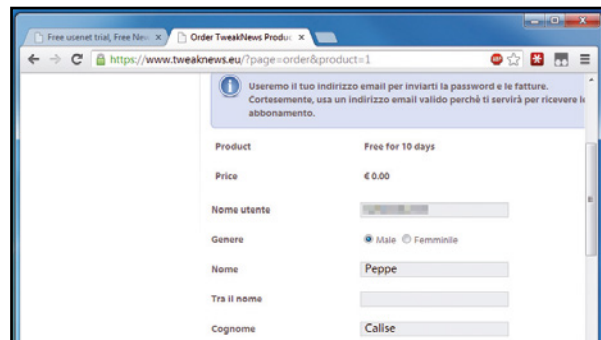 Free usenet trial, Free New
Order TweakNews Produc
https://www.tweaknews.eu/?page=order&product=1
Useremo il tuo indirizzo email per inviarti la password e le fatture.
Cortesemente, usa un indirizzo email valido perchè ti servirà per ricevere l
abbonamento.
Product Free for 10 days
Price € 0.00
Nome utente
Genere Male Femminile
Nome Peppe
Tra il nome
Cognome Calise